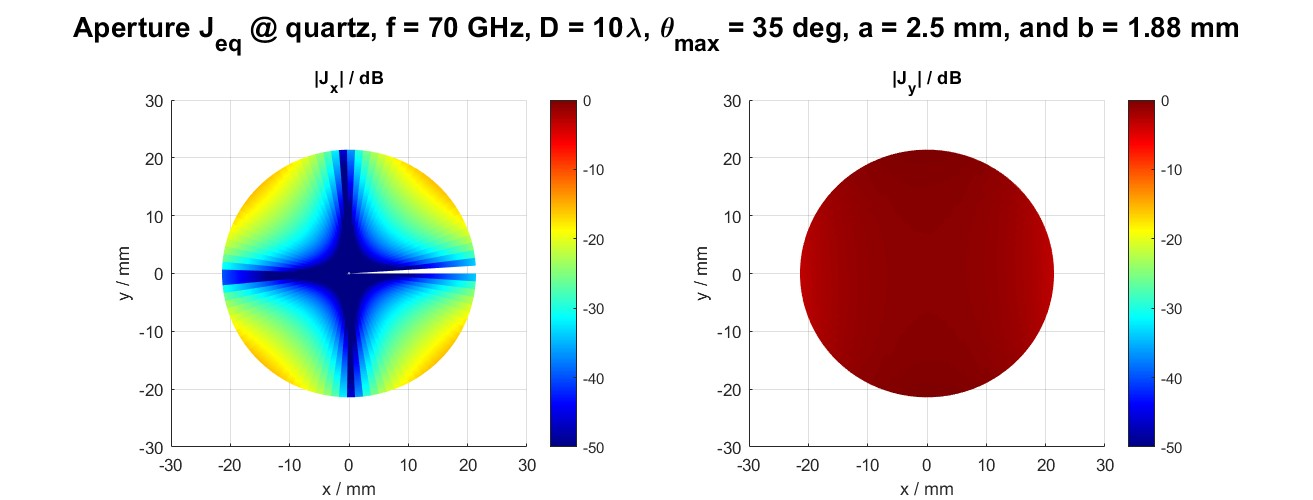 Aperture J_eq @ quartz, f = 70 GHz, D = 10λ, θ_max = 35 deg, a = 2.5 mm, and b = 1.88 mm
|J_x| / dB
30
20
10
0
-10
-20
-30
y / mm
-30 -20 -10 0 10 20 30
x / mm
0
-10
-20
-30
-40
-50
|J_y| / dB
30
20
10
0
-10
-20
-30
y / mm
-30 -20 -10 0 10 20 30
x / mm
0
-10
-20
-30
-40
-50